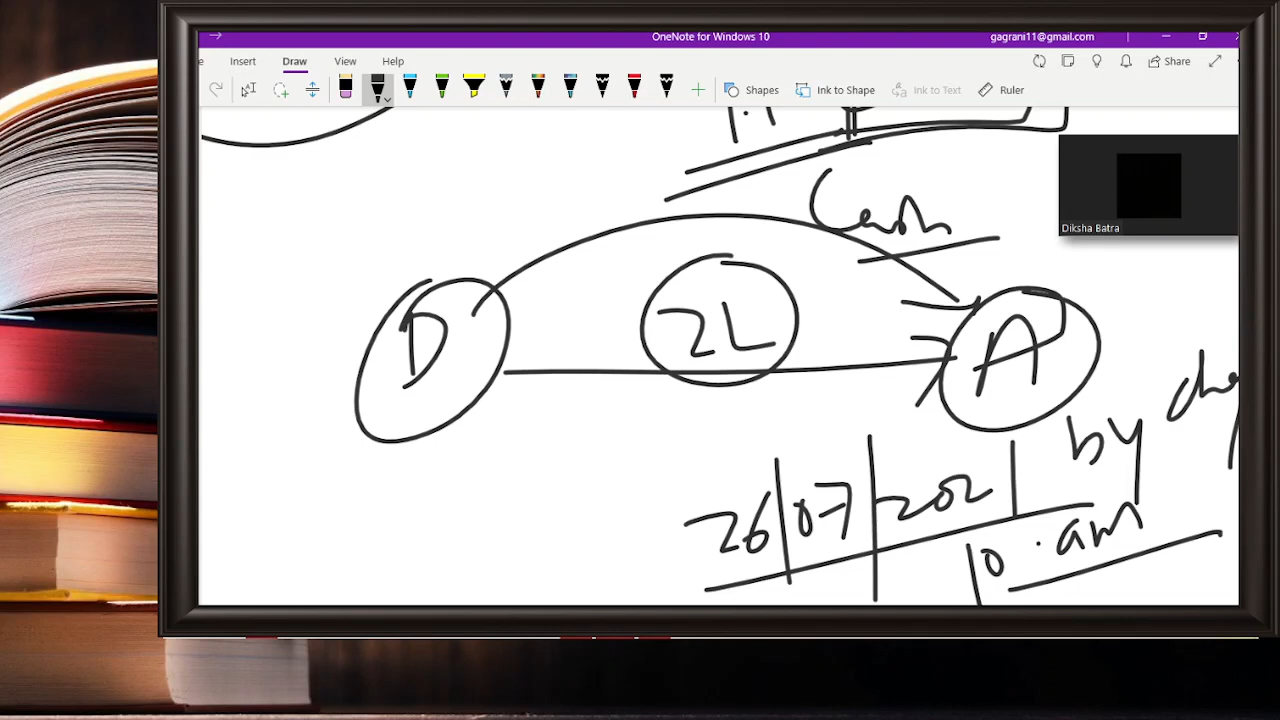 OneNote for Windows 10 gagrani11@gmail.com
Insert Draw View Help Share
Shapes Ink to Shape Ink to Text Ruler
Diksha Batra
Cash
D 2L A
by
26/07/2021
10 am